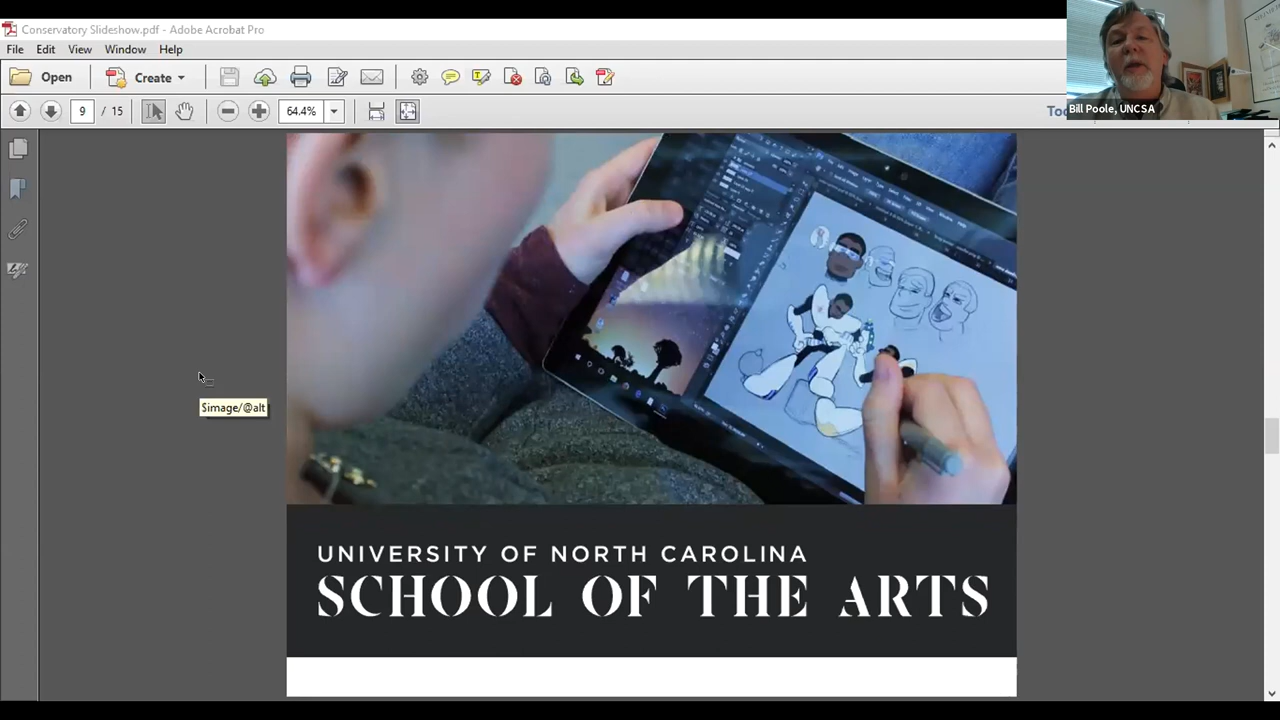 Conservatory Slideshow.pdf - Adobe Acrobat Pro
File Edit View Window Help
Open Create
9 / 15 64.4%
Bill Poole, UNCSA
$image/@alt
UNIVERSITY OF NORTH CAROLINA
SCHOOL OF THE ARTS